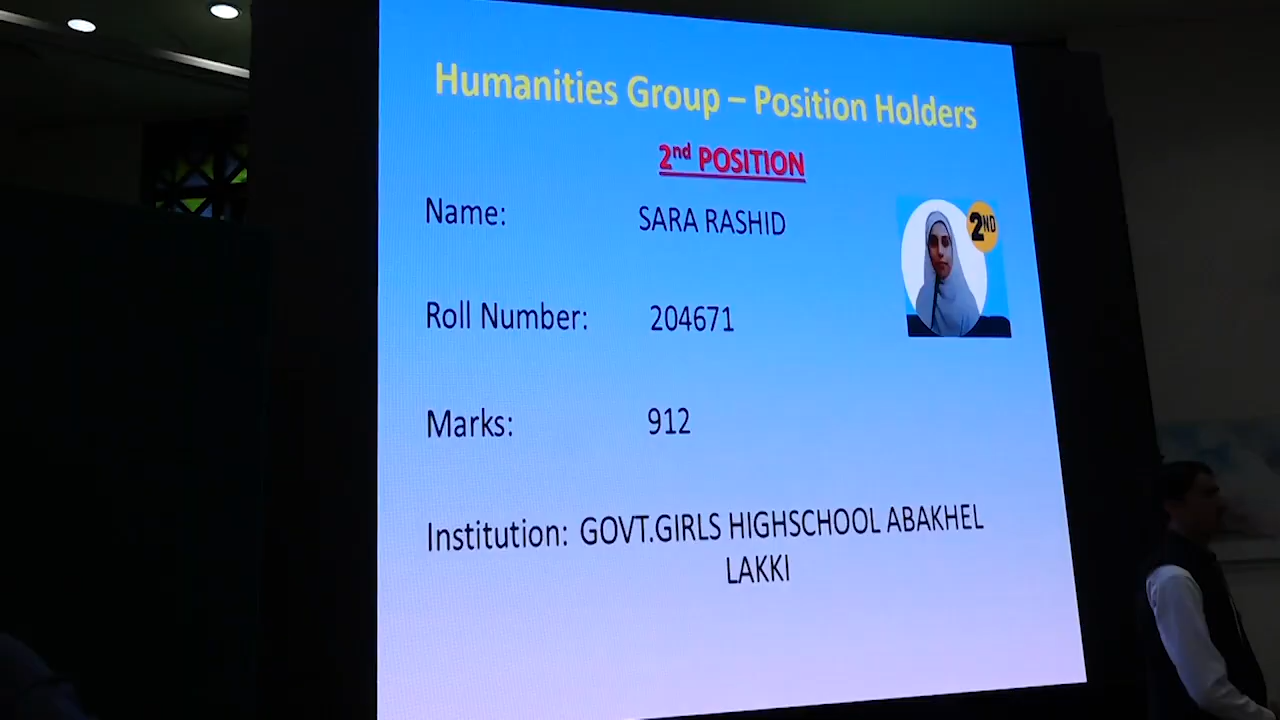 Humanities Group – Position Holders
2nd POSITION
Name: SARA RASHID
2ND
Roll Number: 204671
Marks: 912
Institution: GOVT.GIRLS HIGHSCHOOL ABAKHEL
LAKKI